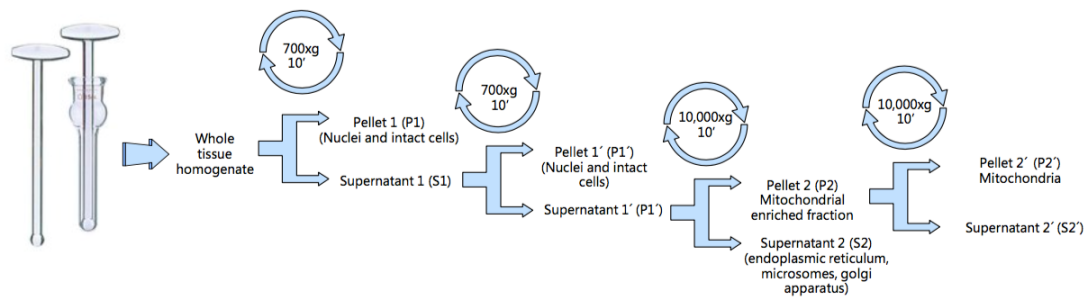 700xg
10’
700xg
10’
10,000xg
10’
10,000xg
10’
Whole
tissue
homogenate
Pellet 1 (P1)
(Nuclei and intact cells)
Supernatant 1 (S1)
Pellet 1´ (P1´)
(Nuclei and intact
cells)
Supernatant 1´ (P1´)
Pellet 2 (P2)
Mitochondrial
enriched fraction
Supernatant 2 (S2)
(endoplasmic reticulum,
microsomes, golgi
apparatus)
Pellet 2´ (P2´)
Mitochondria
Supernatant 2´ (S2´)